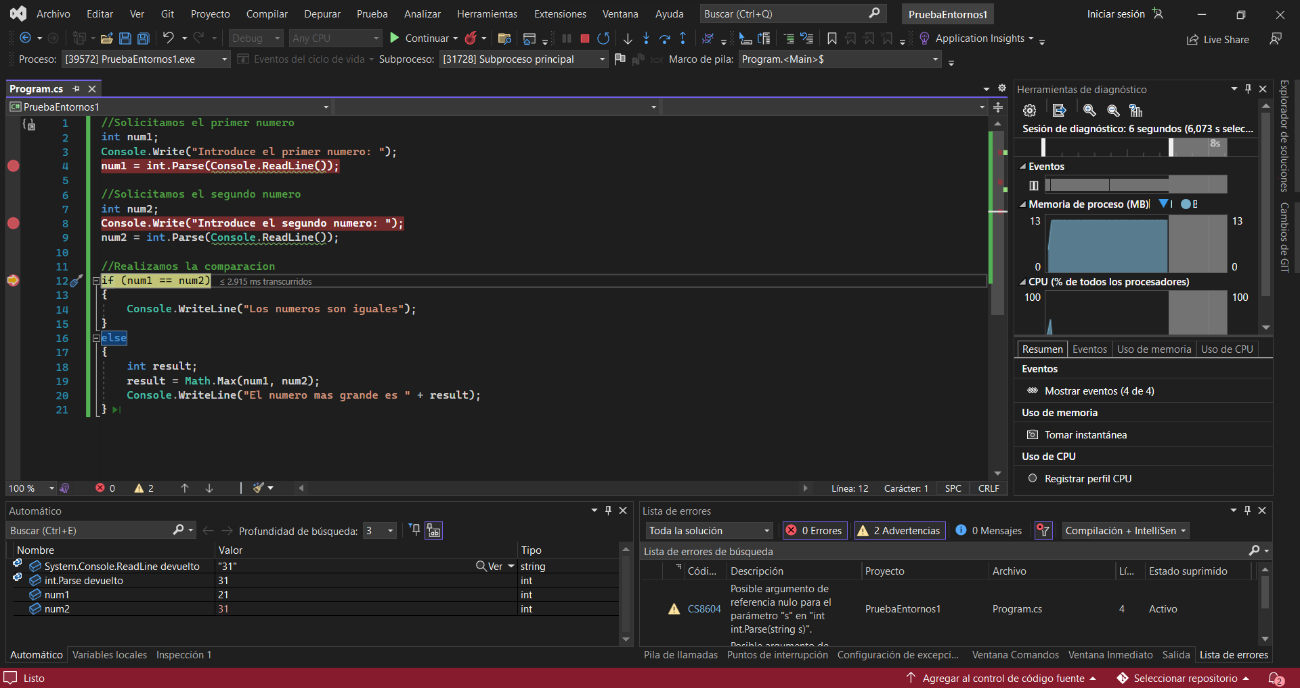 Archivo Editar Ver Git Proyecto Compilar Depurar Prueba Analizar Herramientas Extensiones Ventana Ayuda Buscar (Ctrl+Q) PruebaEntornos1 Iniciar sesión
Debug Any CPU Continuar Application Insights Live Share
Proceso: [39572] PruebaEntornos1.exe Eventos del ciclo de vida Subproceso: [31728] Subproceso principal Marco de pila: Program.<Main>$
Program.cs
PruebaEntornos1
1 //Solicitamos el primer numero
2 int num1;
3 Console.Write("Introduce el primer numero: ");
4 num1 = int.Parse(Console.ReadLine());
5
6 //Solicitamos el segundo numero
7 int num2;
8 Console.Write("Introduce el segundo numero: ");
9 num2 = int.Parse(Console.ReadLine());
10
11 //Realizamos la comparacion
12 if (num1 == num2) ≤ 2.915 ms transcurridos
13 {
14 Console.WriteLine("Los numeros son iguales");
15 }
16 else
17 {
18 int result;
19 result = Math.Max(num1, num2);
20 Console.WriteLine("El numero mas grande es " + result);
21 }
100 % 0 2 Línea: 12 Carácter: 1 SPC CRLF
Herramientas de diagnóstico
Sesión de diagnóstico: 6 segundos (6,073 s selec...
8s
Eventos
Memoria de proceso (MB)
13 13
0 0
CPU (% de todos los procesadores)
100 100
Resumen Eventos Uso de memoria Uso de CPU
Eventos
Mostrar eventos (4 de 4)
Uso de memoria
Tomar instantánea
Uso de CPU
Registrar perfil CPU
Explorador de soluciones
Cambios de GIT
Automático
Buscar (Ctrl+E) Profundidad de búsqueda: 3
Nombre Valor Tipo
System.Console.ReadLine devuelto "31" Ver string
int.Parse devuelto 31 int
num1 21 int
num2 31 int
Automático Variables locales Inspección 1
Lista de errores
Toda la solución 0 Errores 2 Advertencias 0 Mensajes Compilación + IntelliSen
Lista de errores de búsqueda
Códi... Descripción Proyecto Archivo Lí... Estado suprimido
CS8604 Posible argumento de
referencia nulo para el
parámetro "s" en "int
int.Parse(string s)". PruebaEntornos1 Program.cs 4 Activo
Posible argumento de
Pila de llamadas Puntos de interrupción Configuración de excepci... Ventana Comandos Ventana Inmediato Salida Lista de errores
Listo Agregar al control de código fuente Seleccionar repositorio 2